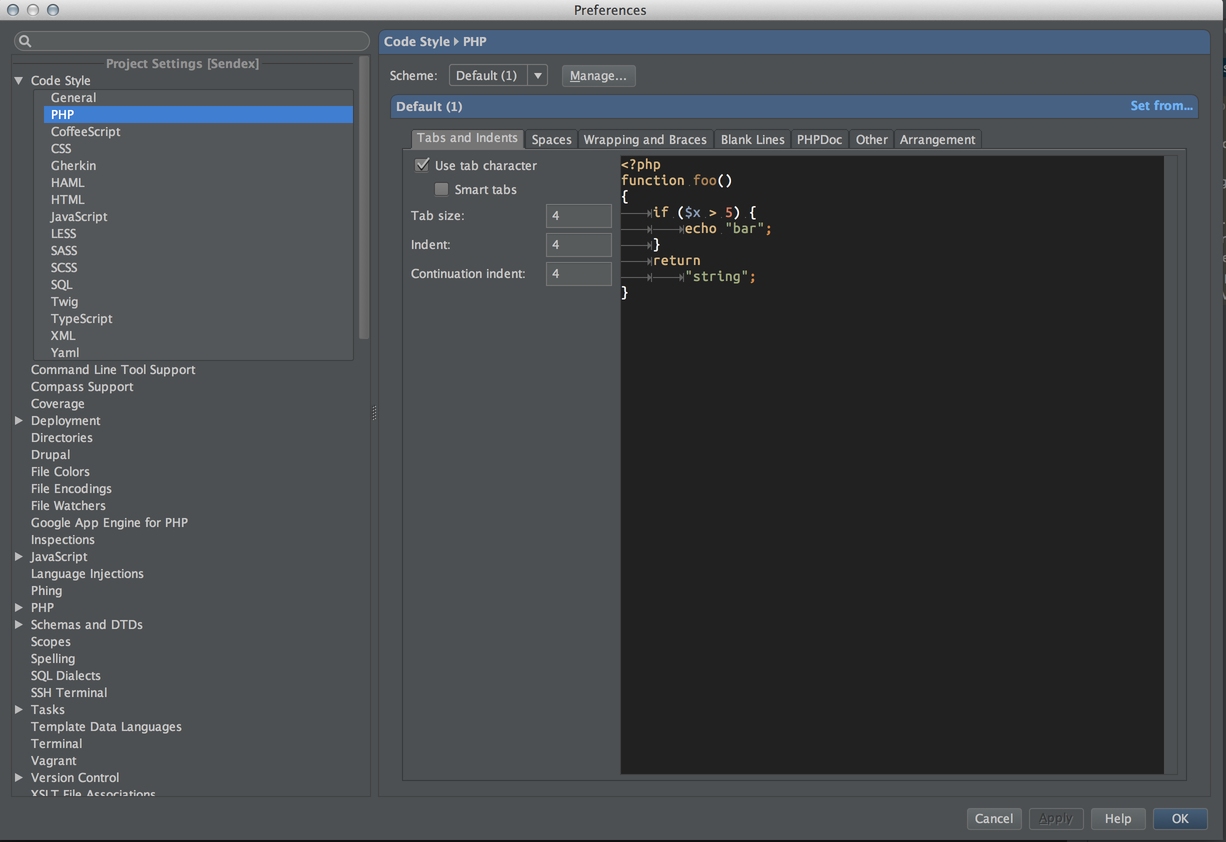 Preferences
Project Settings [Sendex]
Code Style
General
PHP
CoffeeScript
CSS
Gherkin
HAML
HTML
JavaScript
LESS
SASS
SCSS
SQL
Twig
TypeScript
XML
Yaml
Command Line Tool Support
Compass Support
Coverage
Deployment
Directories
Drupal
File Colors
File Encodings
File Watchers
Google App Engine for PHP
Inspections
JavaScript
Language Injections
Phing
PHP
Schemas and DTDs
Scopes
Spelling
SQL Dialects
SSH Terminal
Tasks
Template Data Languages
Terminal
Vagrant
Version Control
XSLT File Associations
Code Style ▸ PHP
Scheme: Default (1) Manage...
Default (1) Set from...
Tabs and Indents Spaces Wrapping and Braces Blank Lines PHPDoc Other Arrangement
Use tab character
Smart tabs
Tab size: 4
Indent: 4
Continuation indent: 4
<?php
function foo()
{
if ($x > 5) {
echo "bar";
}
return
"string";
}
Cancel Apply Help OK